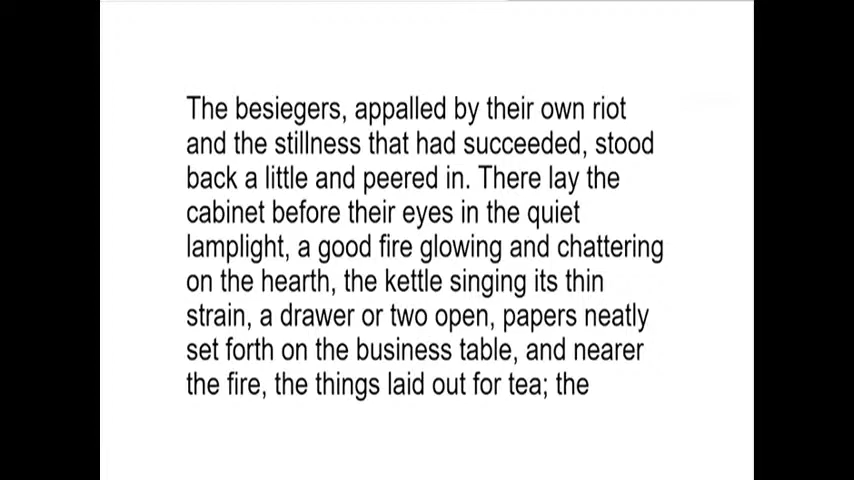 The besiegers, appalled by their own riot
and the stillness that had succeeded, stood
back a little and peered in. There lay the
cabinet before their eyes in the quiet
lamplight, a good fire glowing and chattering
on the hearth, the kettle singing its thin
strain, a drawer or two open, papers neatly
set forth on the business table, and nearer
the fire, the things laid out for tea; the